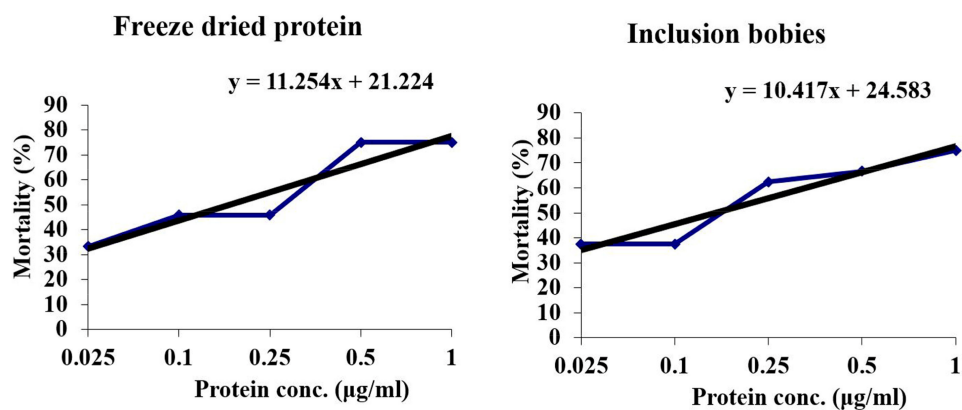 Freeze dried protein
y = 11.254x + 21.224
Mortality (%)
90
80
70
60
50
40
30
20
10
0
0.025 0.1 0.25 0.5 1
Protein conc. (µg/ml)
Inclusion bobies
y = 10.417x + 24.583
Mortality (%)
90
80
70
60
50
40
30
20
10
0
0.025 0.1 0.25 0.5 1
Protein conc. (µg/ml)